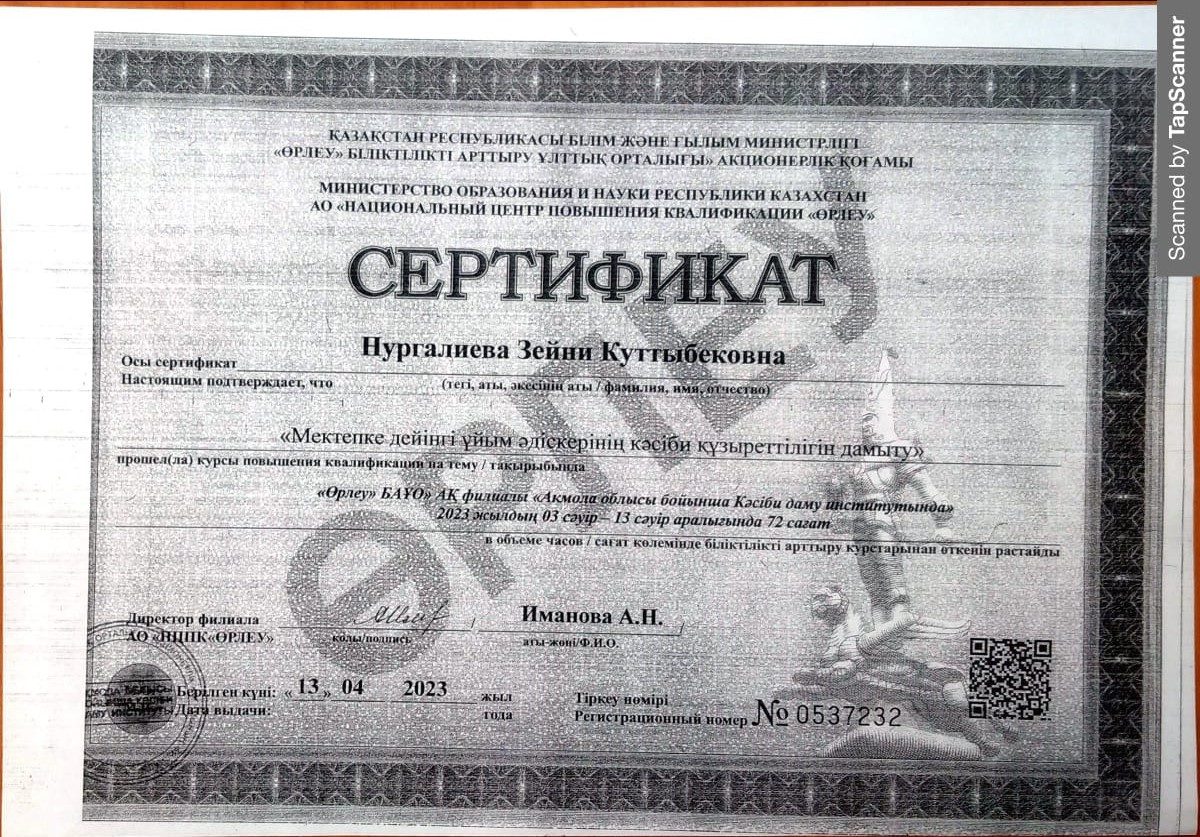 Scanned by TapScanner
ҚАЗАҚСТАН РЕСПУБЛИКАСЫ БІЛІМ ЖӘНЕ ҒЫЛЫМ МИНИСТРЛІГІ
«ӨРЛЕУ» БІЛІКТІЛІКТІ АРТТЫРУ ҰЛТТЫҚ ОРТАЛЫҒЫ» АКЦИОНЕРЛІК ҚОҒАМЫ
МИНИСТЕРСТВО ОБРАЗОВАНИЯ И НАУКИ РЕСПУБЛИКИ КАЗАХСТАН
АО «НАЦИОНАЛЬНЫЙ ЦЕНТР ПОВЫШЕНИЯ КВАЛИФИКАЦИИ «ӨРЛЕУ»
СЕРТИФИКАТ
ӨРЛЕУ
Нургалиева Зейни Куттыбековна
Осы сертификат
Настоящим подтверждает, что (тегі, аты, әкесінің аты / фамилия, имя, отчество)
«Мектепке дейінгі ұйым әдіскерінің кәсіби құзыреттілігін дамыту»
прошел(ла) курсы повышения квалификации на тему / тақырыбында
«Өрлеу» БАҰО» АҚ филиалы «Ақмола облысы бойынша Кәсіби даму институтында»
2023 жылдың 03 сәуір – 13 сәуір аралығында 72 сағат
в объеме часов / сағат көлемінде біліктілікті арттыру курстарынан өткенін растайды
Директор филиала Иманова А.Н.
АО «НЦПК«ӨРЛЕУ» қолы/подпись аты-жөні/Ф.И.О.
Берілген күні: « 13 » 04 2023 жыл
Дата выдачи: года
Тіркеу нөмірі
Регистрационный номер № 0537232